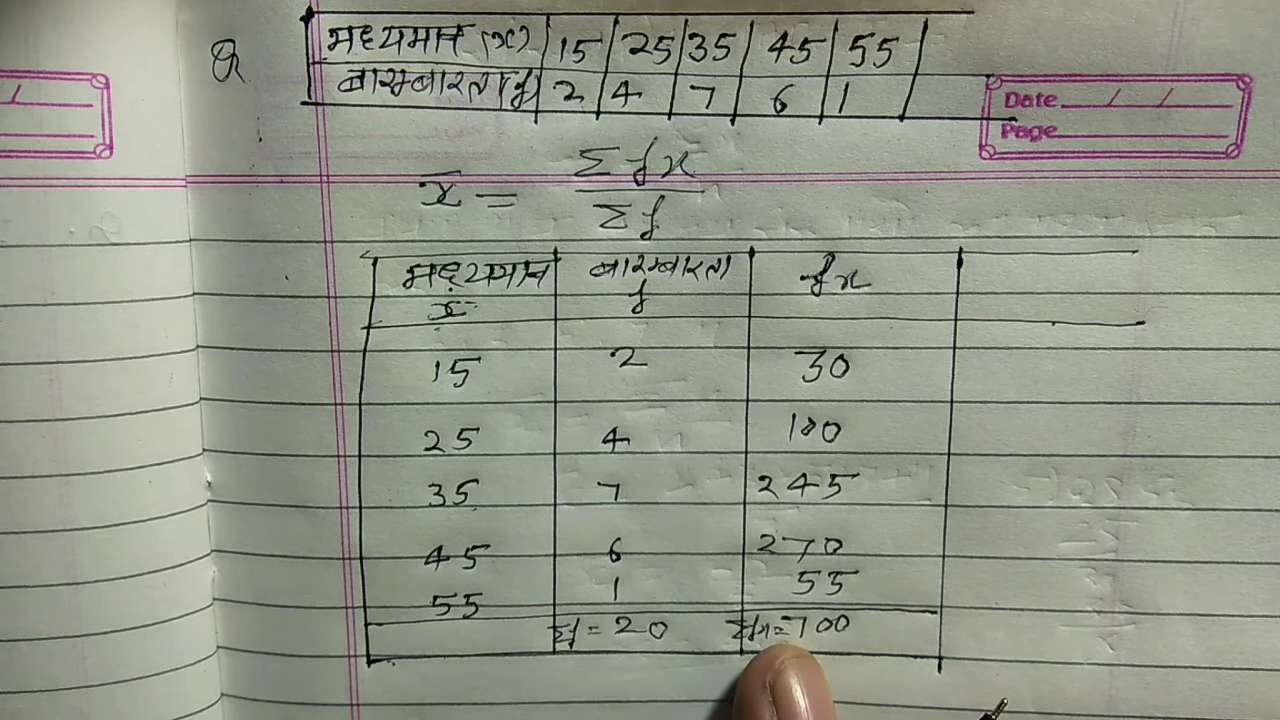 Q मध्यमान (x) 15 25 35 45 55
बारम्बारता (f) 2 4 7 6 1
Date / /
Page
x̄ = Σfx / Σf
मध्यमान बारम्बारता fx
x f
15 2 30
25 4 100
35 7 245
45 6 270
55 1 55
Σf = 20 Σfx = 700